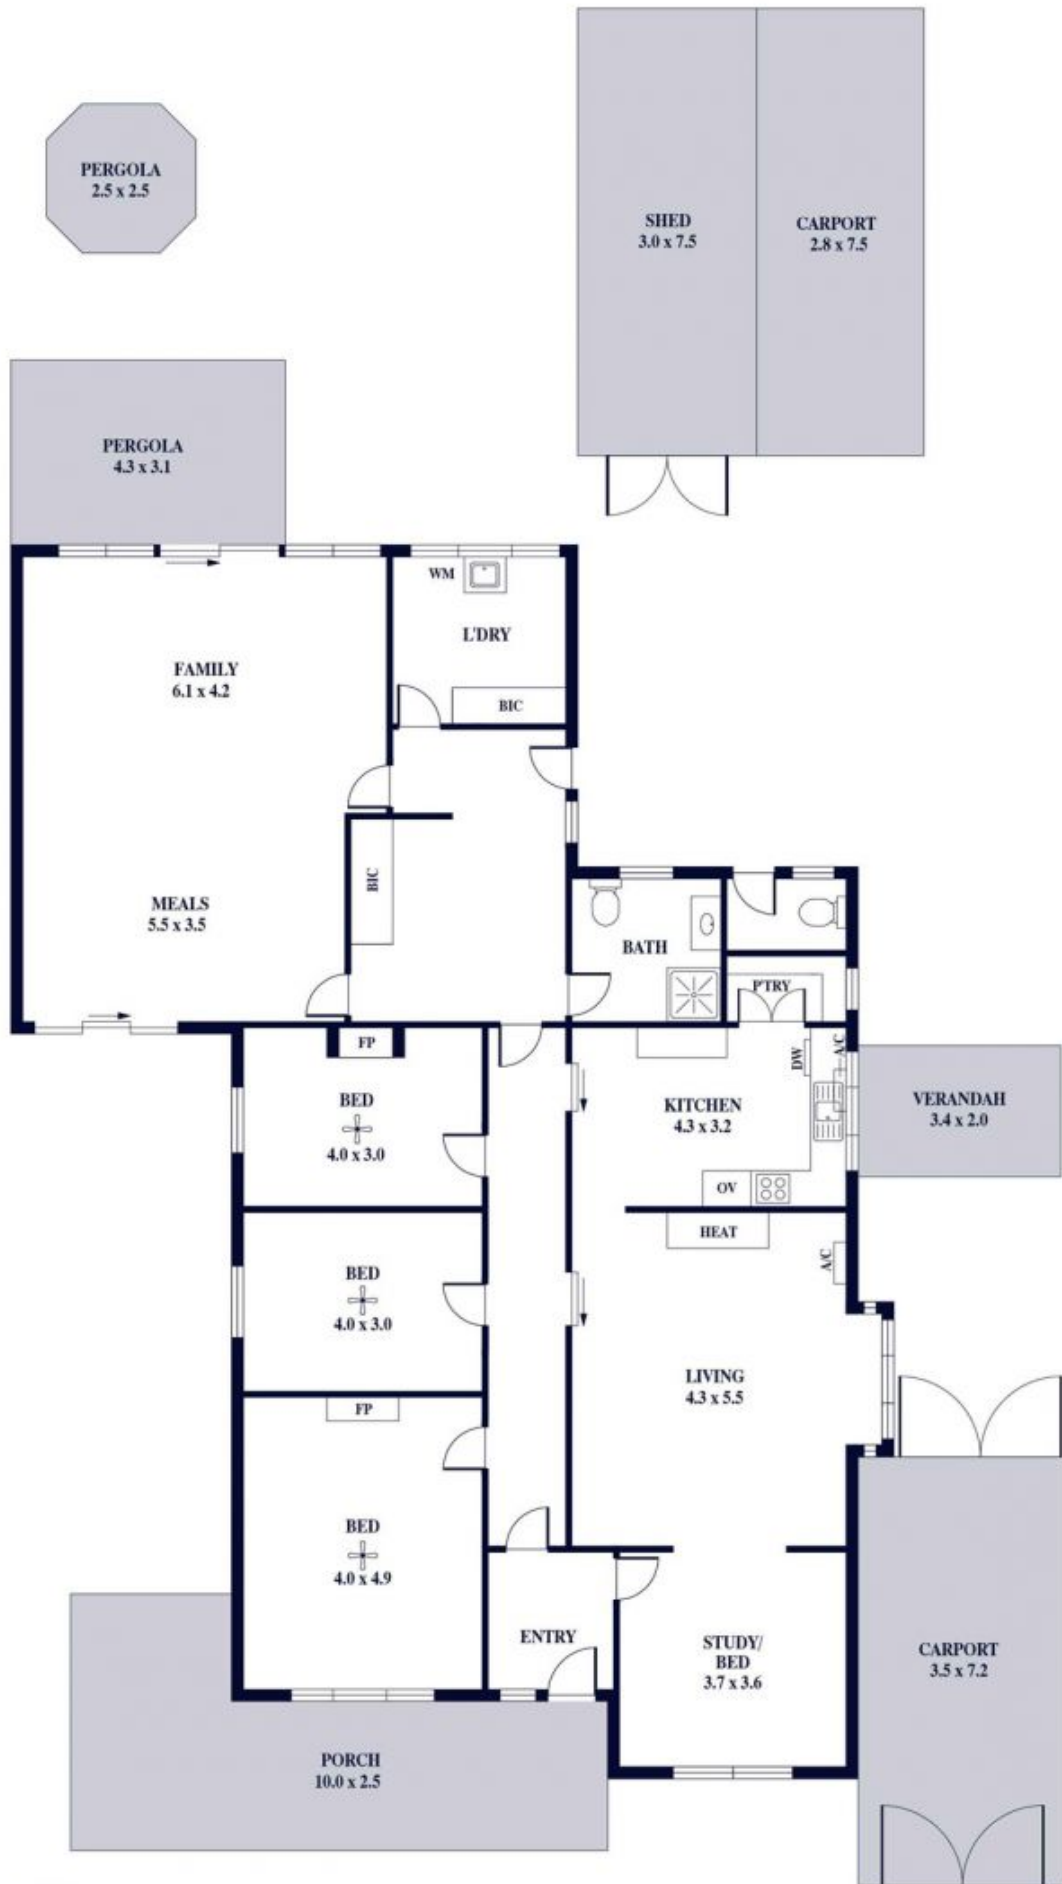 PERGOLA
2.5 x 2.5
SHED
3.0 x 7.5
CARPORT
2.8 x 7.5
PERGOLA
4.3 x 3.1
WM
L'DRY
BIC
FAMILY
6.1 x 4.2
BIC
MEALS
5.5 x 3.5
BATH
P'TRY
FP
BED
4.0 x 3.0
KITCHEN
4.3 x 3.2
DW
A/C
OV
VERANDAH
3.4 x 2.0
HEAT
A/C
BED
4.0 x 3.0
LIVING
4.3 x 5.5
FP
BED
4.0 x 4.9
ENTRY
STUDY/
BED
3.7 x 3.6
CARPORT
3.5 x 7.2
PORCH
10.0 x 2.5